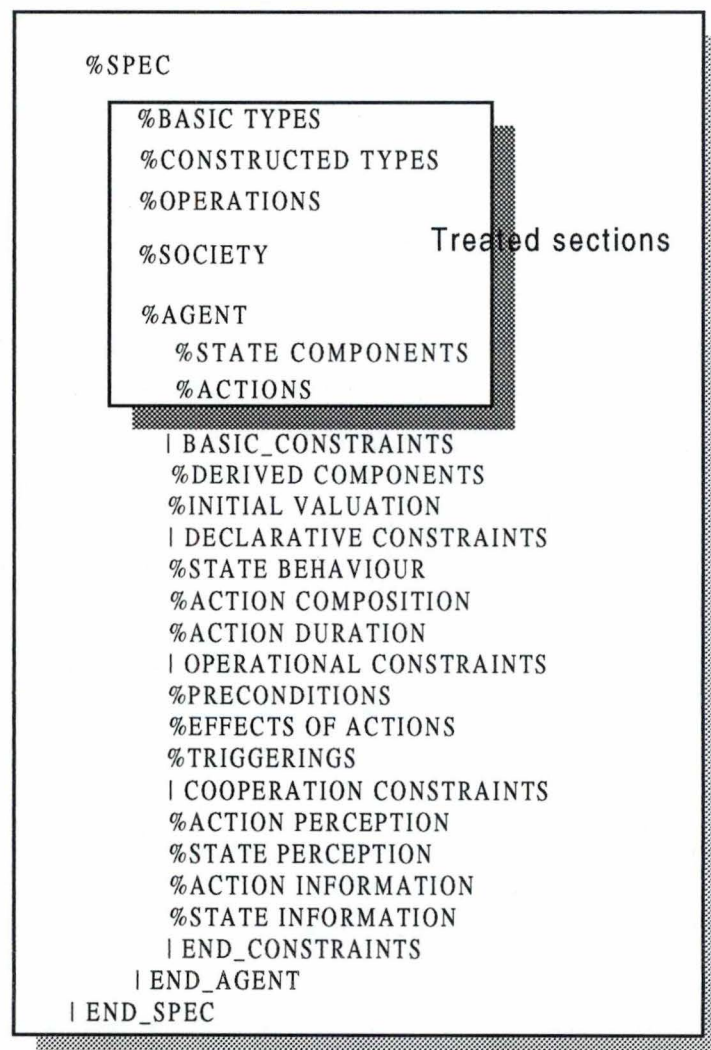 %SPEC
%BASIC TYPES
%CONSTRUCTED TYPES
%OPERATIONS
Treated sections
%SOCIETY
%AGENT
%STATE COMPONENTS
%ACTIONS
| BASIC_CONSTRAINTS
%DERIVED COMPONENTS
%INITIAL VALUATION
| DECLARATIVE CONSTRAINTS
%STATE BEHAVIOUR
%ACTION COMPOSITION
%ACTION DURATION
| OPERATIONAL CONSTRAINTS
%PRECONDITIONS
%EFFECTS OF ACTIONS
%TRIGGERINGS
| COOPERATION CONSTRAINTS
%ACTION PERCEPTION
%STATE PERCEPTION
%ACTION INFORMATION
%STATE INFORMATION
| END_CONSTRAINTS
| END_AGENT
| END_SPEC